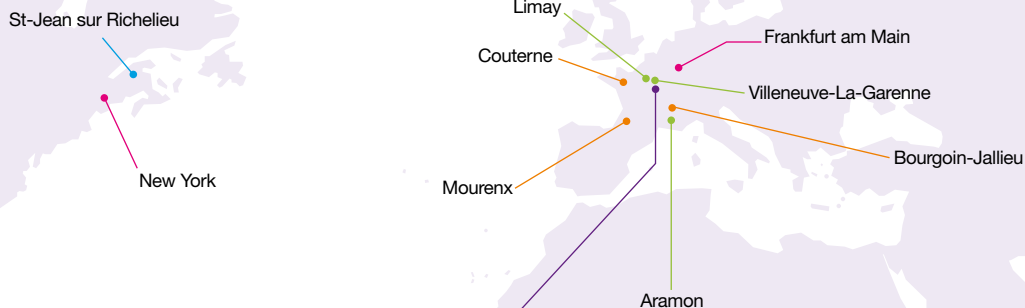 Limay
St-Jean sur Richelieu
Frankfurt am Main
Couterne
Villeneuve-La-Garenne
Bourgoin-Jallieu
New York
Mourenx
Aramon